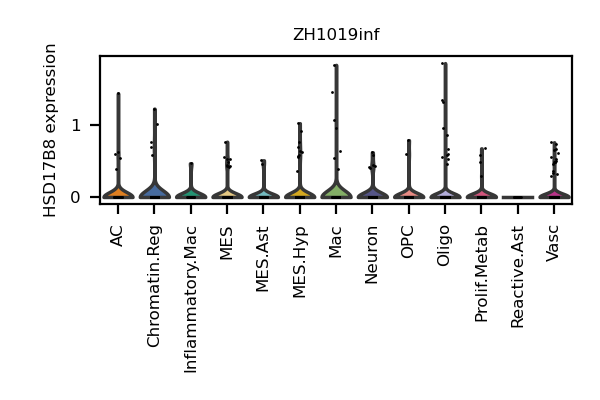 ZH1019inf
HSD17B8 expression
1
0
AC
Chromatin.Reg
Inflammatory.Mac
MES
MES.Ast
MES.Hyp
Mac
Neuron
OPC
Oligo
Prolif.Metab
Reactive.Ast
Vasc